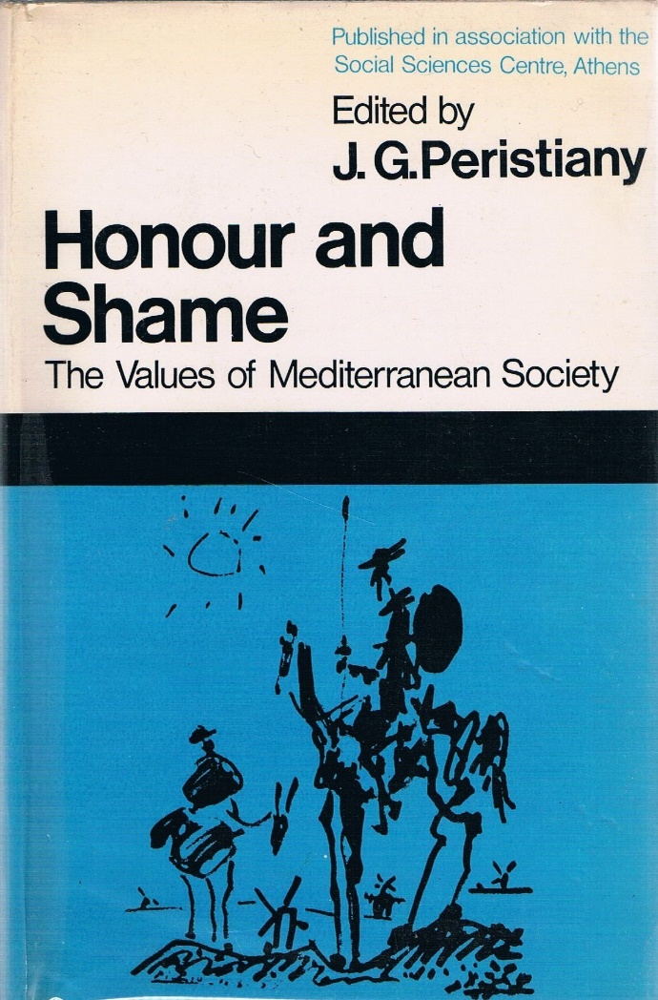 Published in association with the
Social Sciences Centre, Athens
Edited by
J. G. Peristiany
Honour and
Shame
The Values of Mediterranean Society